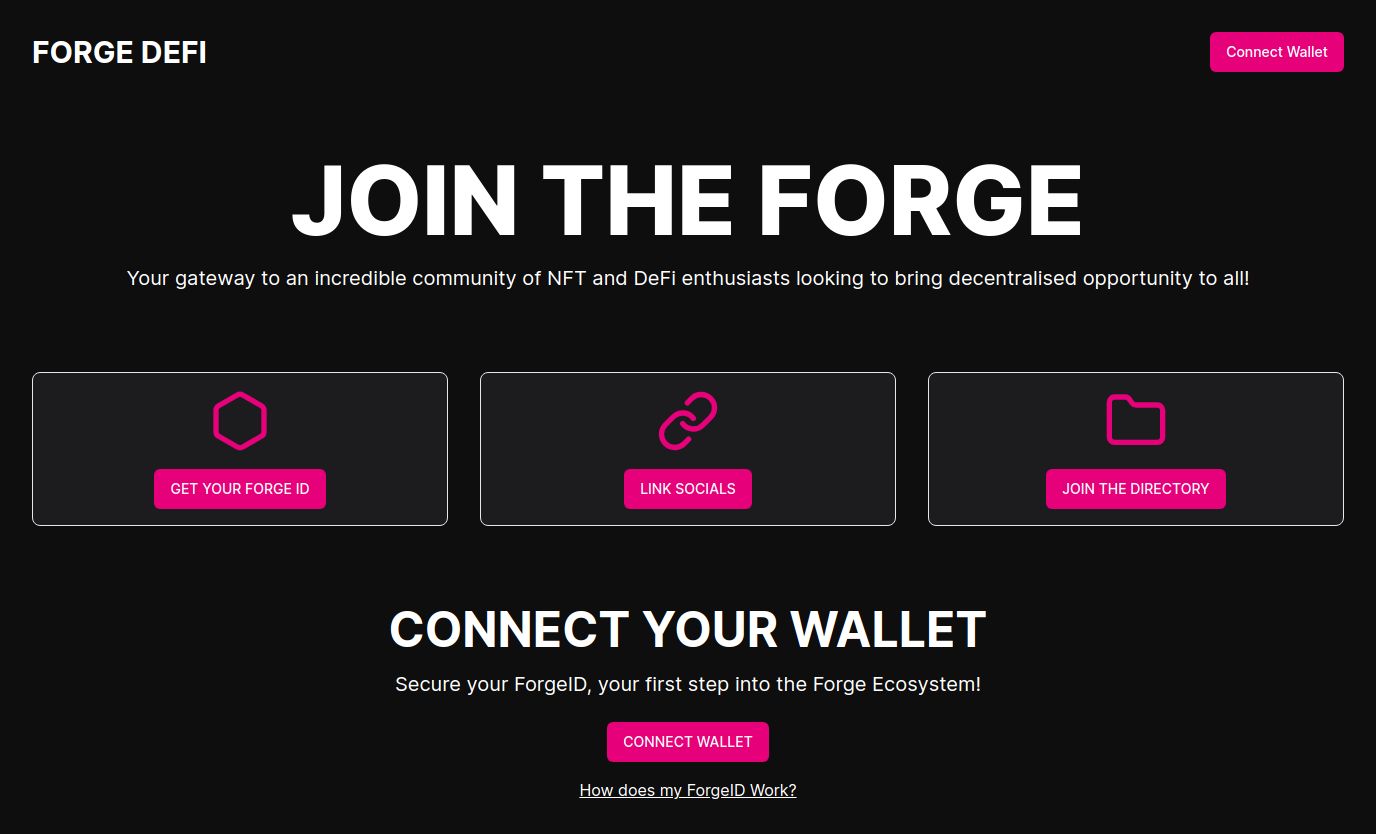 FORGE DEFI
Connect Wallet
JOIN THE FORGE
Your gateway to an incredible community of NFT and DeFi enthusiasts looking to bring decentralised opportunity to all!
GET YOUR FORGE ID
LINK SOCIALS
JOIN THE DIRECTORY
CONNECT YOUR WALLET
Secure your ForgeID, your first step into the Forge Ecosystem!
CONNECT WALLET
How does my ForgeID Work?